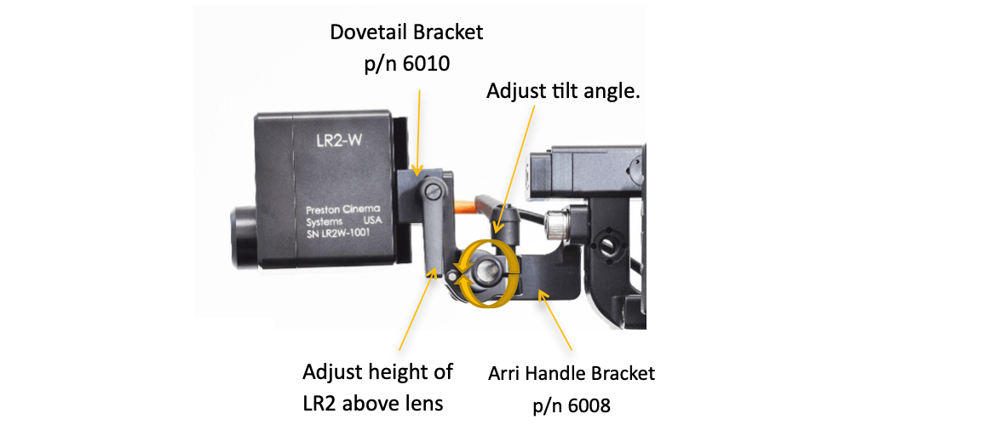 Dovetail Bracket
p/n 6010
Adjust tilt angle.
LR2-W
Preston Cinema
Systems USA
SN LR2W-1001
Adjust height of
LR2 above lens
Arri Handle Bracket
p/n 6008